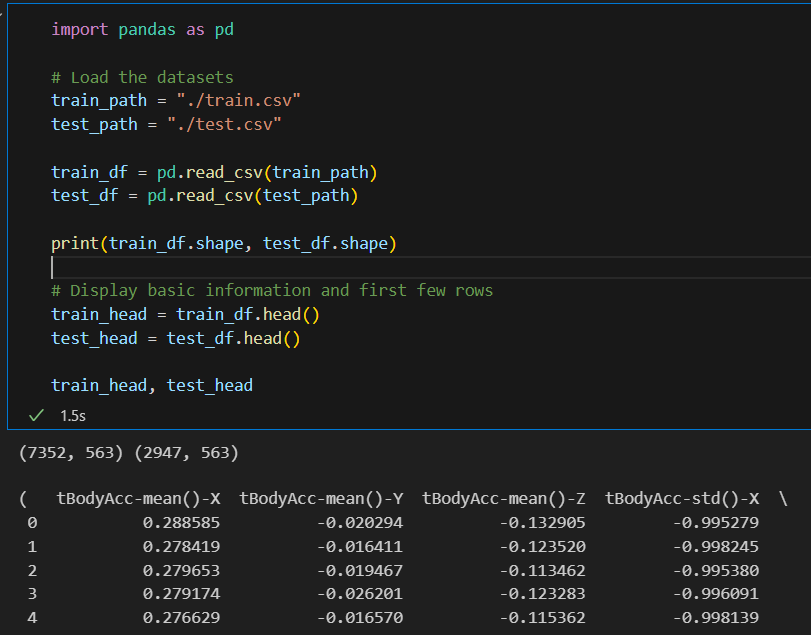 import pandas as pd
# Load the datasets
train_path = "./train.csv"
test_path = "./test.csv"
train_df = pd.read_csv(train_path)
test_df = pd.read_csv(test_path)
print(train_df.shape, test_df.shape)
# Display basic information and first few rows
train_head = train_df.head()
test_head = test_df.head()
train_head, test_head
✓ 1.5s
(7352, 563) (2947, 563)
(   tBodyAcc-mean()-X  tBodyAcc-mean()-Y  tBodyAcc-mean()-Z  tBodyAcc-std()-X  \
0           0.288585          -0.020294          -0.132905         -0.995279
1           0.278419          -0.016411          -0.123520         -0.998245
2           0.279653          -0.019467          -0.113462         -0.995380
3           0.279174          -0.026201          -0.123283         -0.996091
4           0.276629          -0.016570          -0.115362         -0.998139